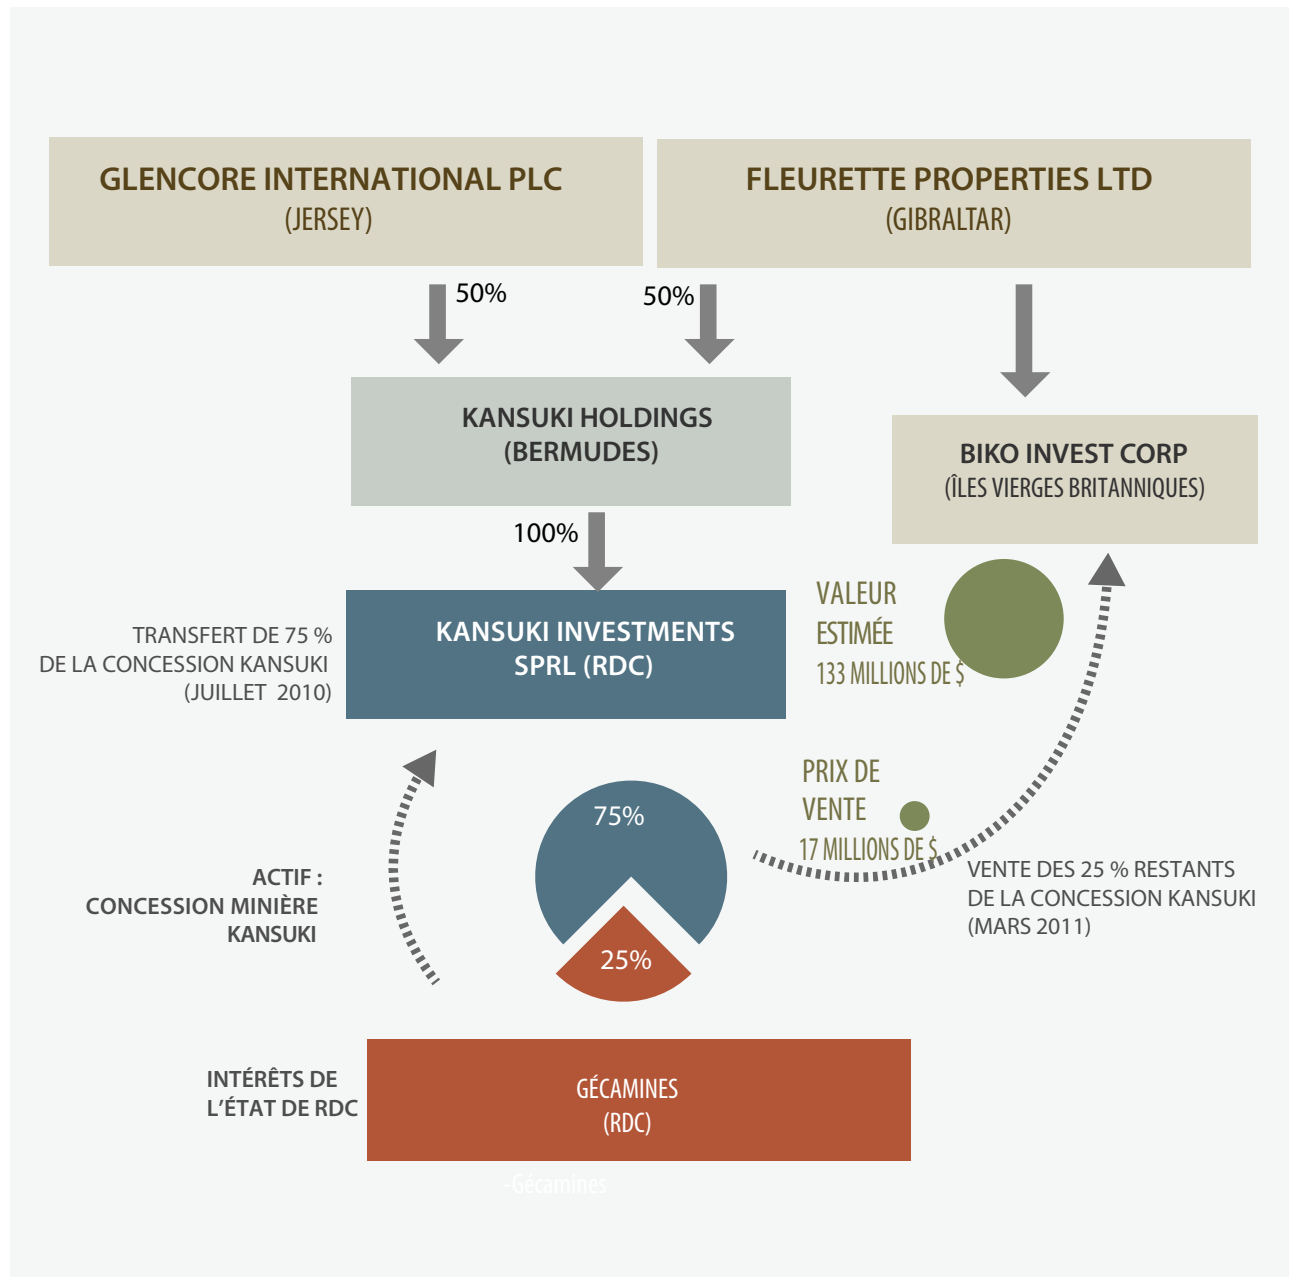 GLENCORE INTERNATIONAL PLC
(JERSEY)
FLEURETTE PROPERTIES LTD
(GIBRALTAR)
50%
50%
KANSUKI HOLDINGS
(BERMUDES)
BIKO INVEST CORP
(ÎLES VIERGES BRITANNIQUES)
100%
TRANSFERT DE 75 %
DE LA CONCESSION KANSUKI
(JUILLET 2010)
KANSUKI INVESTMENTS
SPRL (RDC)
VALEUR
ESTIMÉE
133 MILLIONS DE $
PRIX DE
VENTE
17 MILLIONS DE $
75%
25%
ACTIF :
CONCESSION MINIÈRE
KANSUKI
VENTE DES 25 % RESTANTS
DE LA CONCESSION KANSUKI
(MARS 2011)
INTÉRÊTS DE
L'ÉTAT DE RDC
GÉCAMINES
(RDC)
-Gécamines